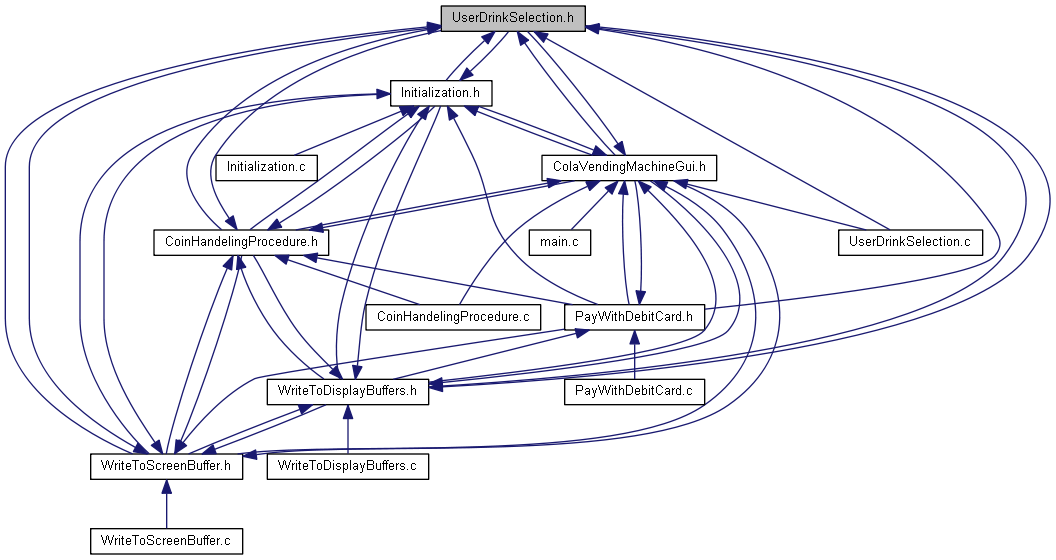 UserDrinkSelection.h
Initialization.h
Initialization.c
ColaVendingMachineGui.h
CoinHandelingProcedure.h
main.c
UserDrinkSelection.c
CoinHandelingProcedure.c
PayWithDebitCard.h
WriteToDisplayBuffers.h
PayWithDebitCard.c
WriteToScreenBuffer.h
WriteToDisplayBuffers.c
WriteToScreenBuffer.c